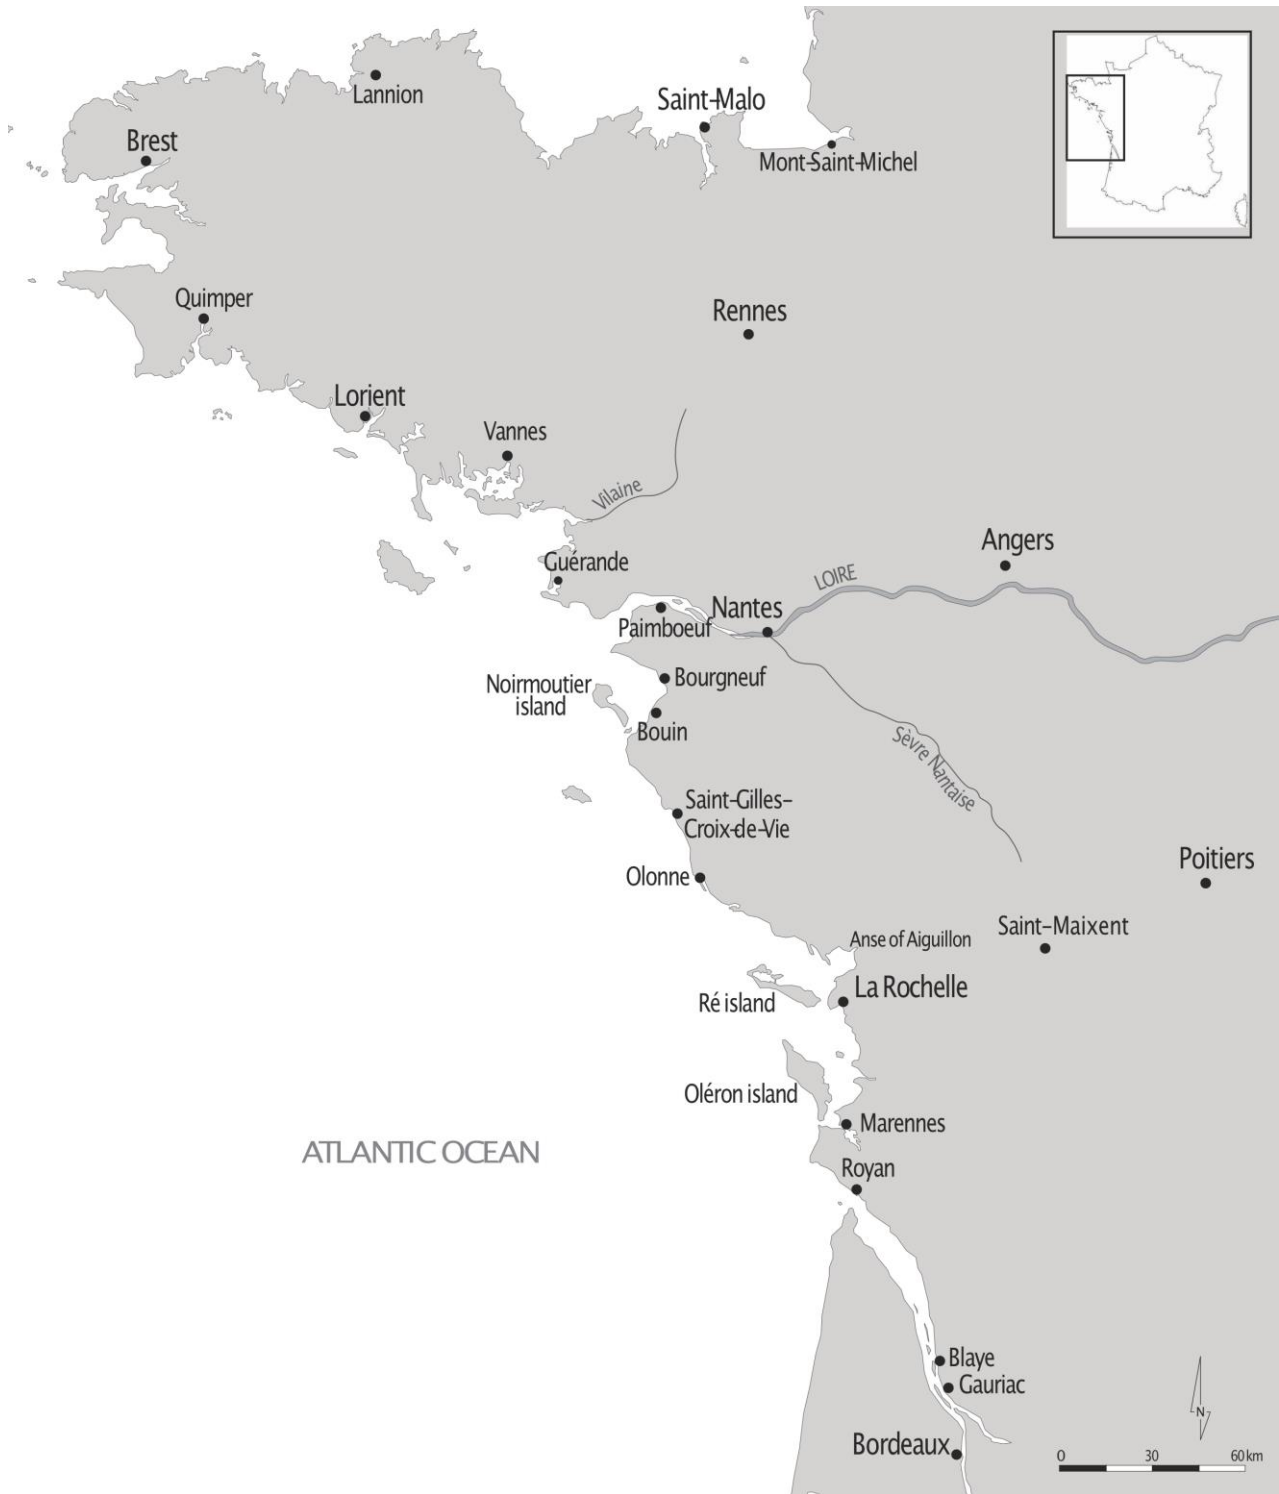 Lannion
Saint-Malo
Brest
Mont-Saint-Michel
Quimper
Rennes
Lorient
Vannes
Vilaine
Angers
Guérande
LOIRE
Nantes
Paimboeuf
Bourgneuf
Noirmoutier
island
Bouin
Sèvre Nantaise
Saint-Gilles-
Croix-de-Vie
Poitiers
Olonne
Saint-Maixent
Anse of Aiguillon
La Rochelle
Ré island
Oléron island
Marennes
ATLANTIC OCEAN
Royan
Blaye
Gauriac
N
Bordeaux
0 30 60 km